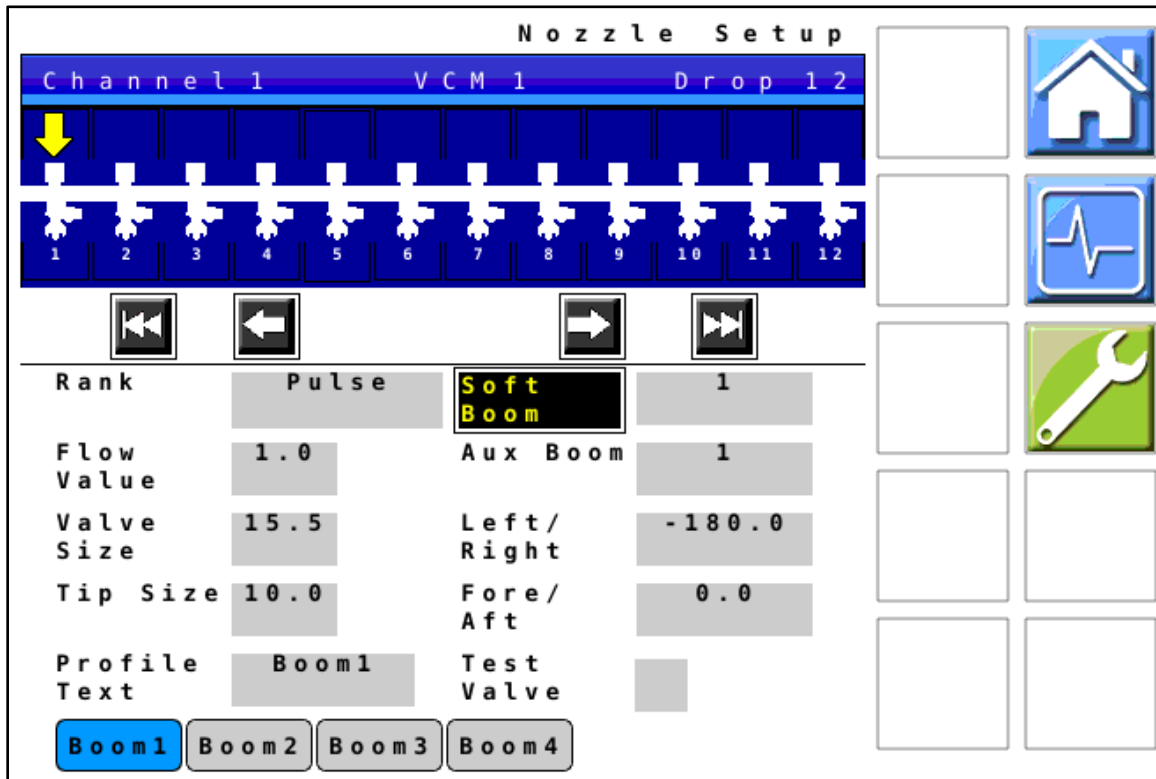 Nozzle Setup
Channel 1 VCM 1 Drop 12
1 2 3 4 5 6 7 8 9 10 11 12
Rank Pulse Soft Boom 1
Flow Value 1.0 Aux Boom 1
Valve Size 15.5 Left/ Right -180.0
Tip Size 10.0 Fore/ Aft 0.0
Profile Text Boom1 Test Valve
Boom1 Boom2 Boom3 Boom4